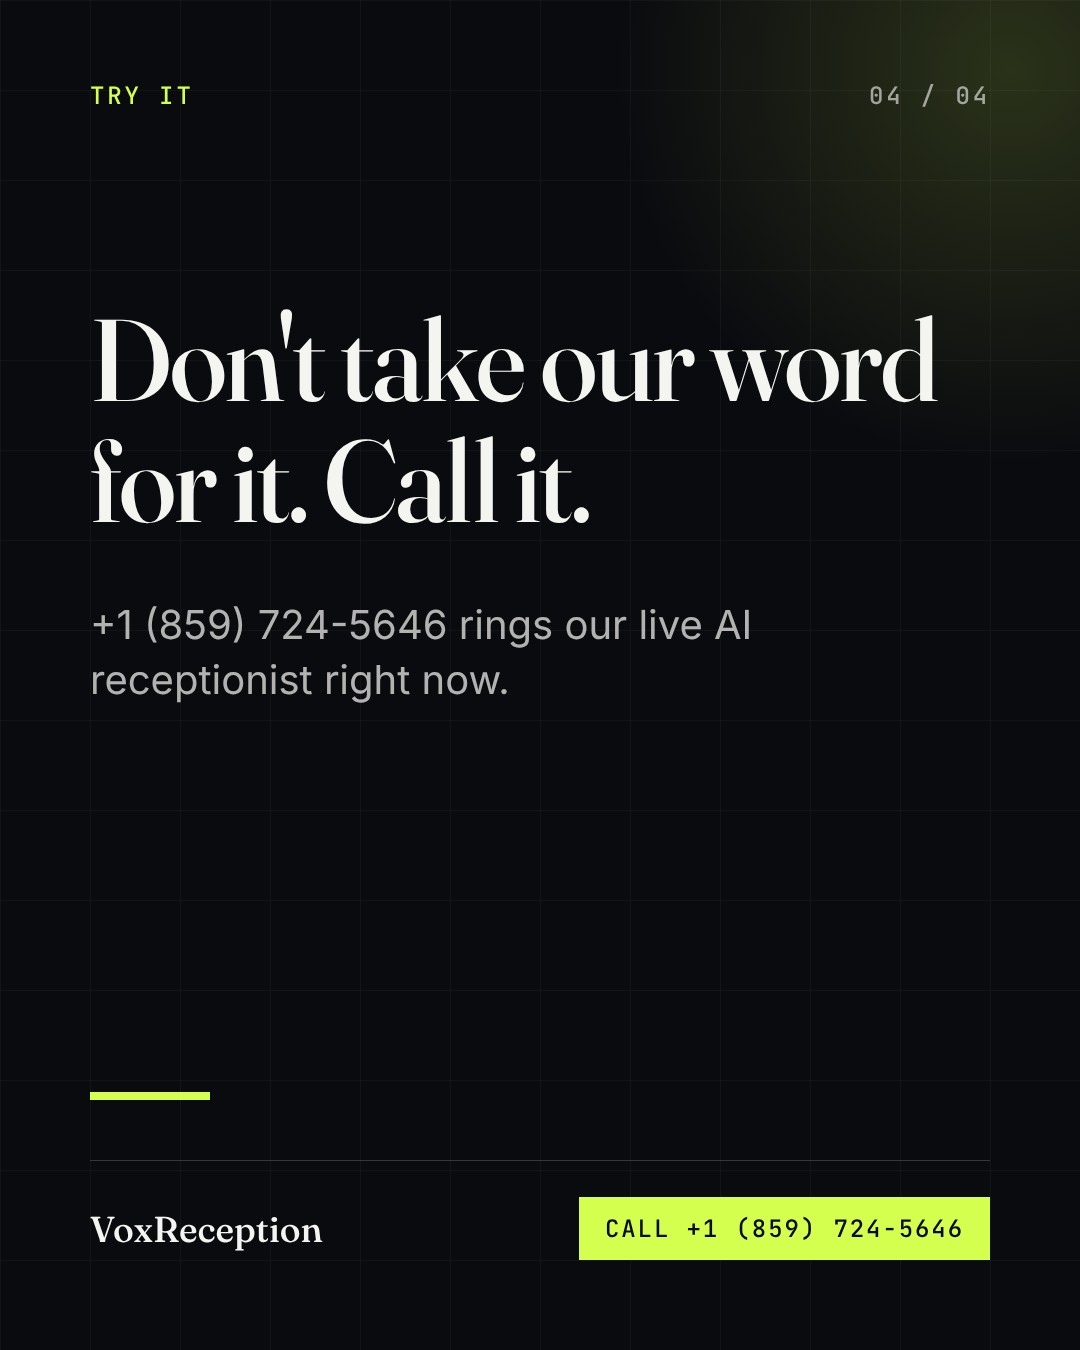 TRY IT
04 / 04
Don't take our word
for it. Call it.
+1 (859) 724-5646 rings our live AI
receptionist right now.
VoxReception
CALL +1 (859) 724-5646